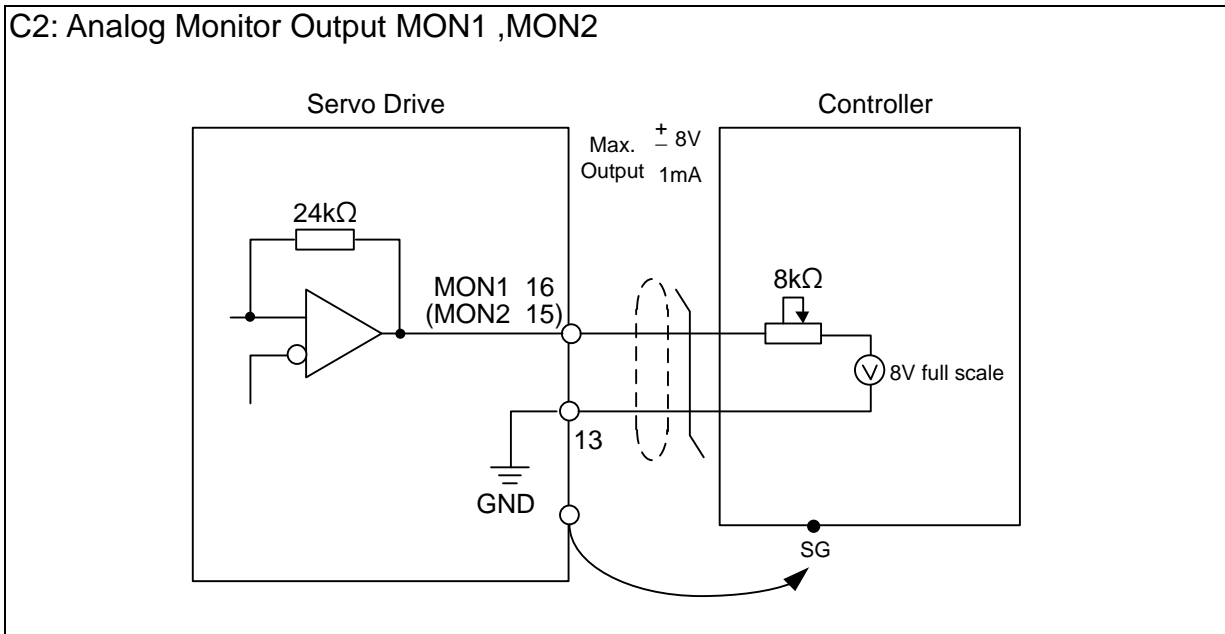 C2: Analog Monitor Output MON1 ,MON2
Servo Drive
Controller
Max. ± 8V
Output 1mA
24kΩ
8kΩ
MON1 16
(MON2 15)
V 8V full scale
13
GND
SG